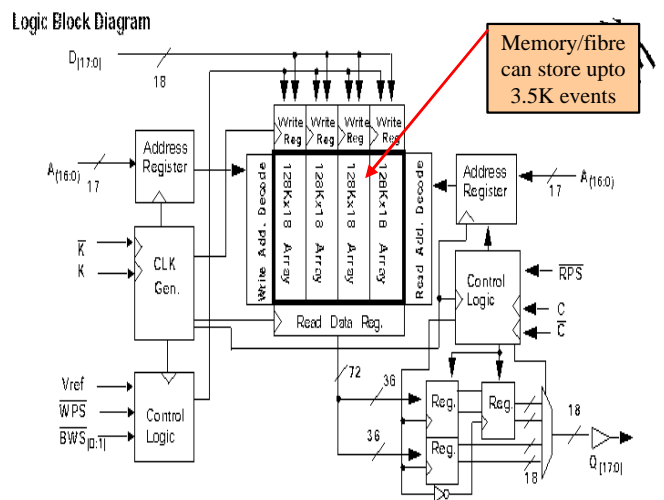 Logic Block Diagram
D[17:0]
18
Memory/fibre
can store upto
3.5K events
Write Reg
Write Reg
Write Reg
Write Reg
Address
Register
A(16:0)
17
Write Add. Decode
128Kx18 Array
128Kx18 Array
128Kx18 Array
128Kx18 Array
Read Add. Decode
Address
Register
17
A(16:0)
K
K
CLK
Gen.
Control
Logic
RPS
C
C
Read Data Reg.
Vref
WPS
BWS[0:1]
Control
Logic
72
36
36
Reg.
Reg.
Reg.
18
18
Q[17:0]